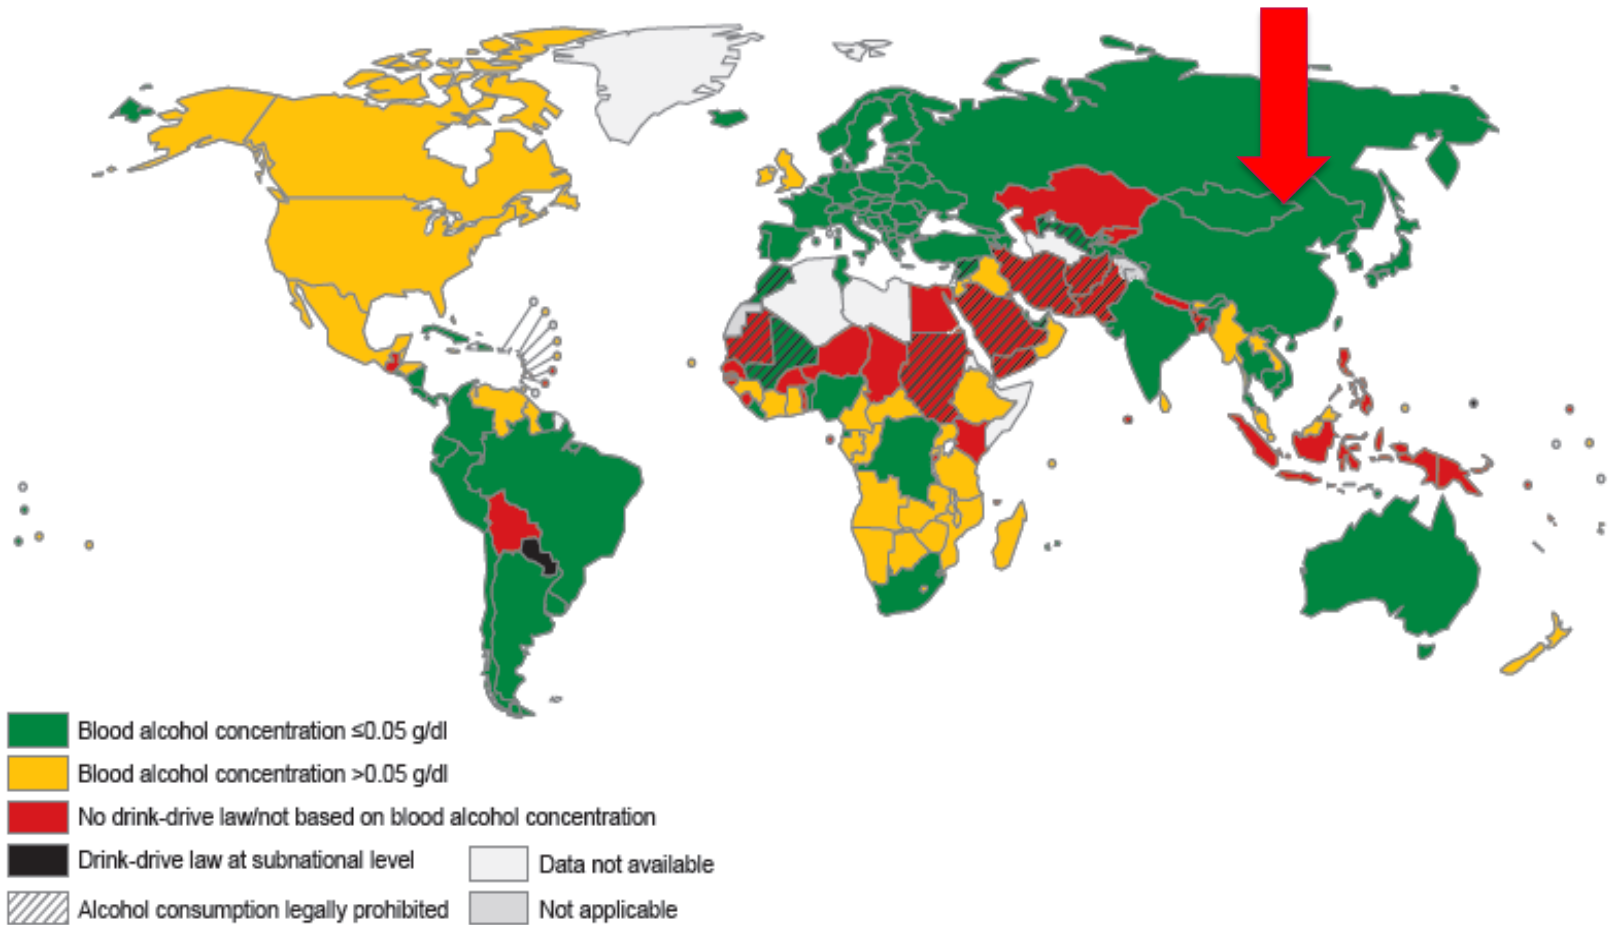 Blood alcohol concentration ≤0.05 g/dl
Blood alcohol concentration >0.05 g/dl
No drink-drive law/not based on blood alcohol concentration
Drink-drive law at subnational level
Data not available
Alcohol consumption legally prohibited
Not applicable